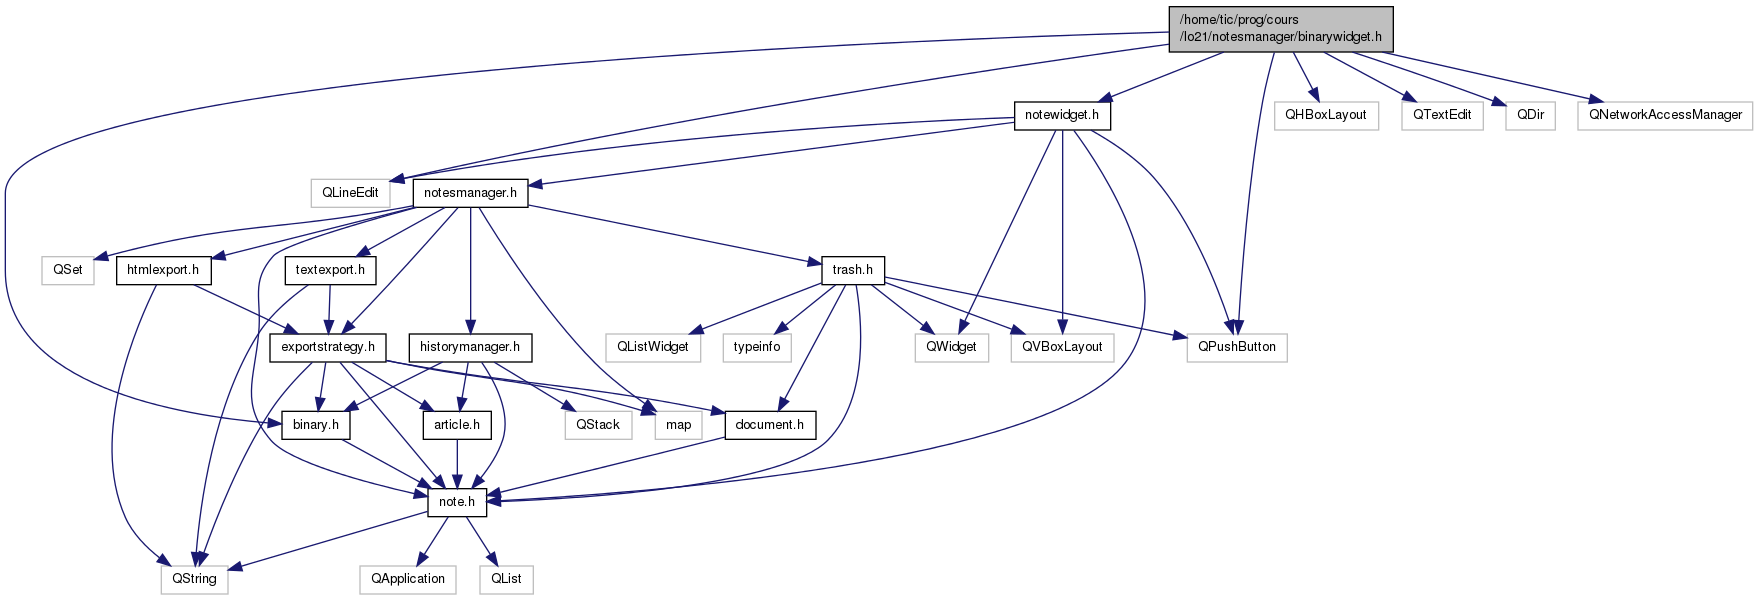 /home/tic/prog/cours
/lo21/notesmanager/binarywidget.h
notewidget.h
QHBoxLayout
QTextEdit
QDir
QNetworkAccessManager
QLineEdit
notesmanager.h
QSet
htmlexport.h
textexport.h
trash.h
exportstrategy.h
historymanager.h
QListWidget
typeinfo
QWidget
QVBoxLayout
QPushButton
binary.h
article.h
QStack
map
document.h
note.h
QString
QApplication
QList